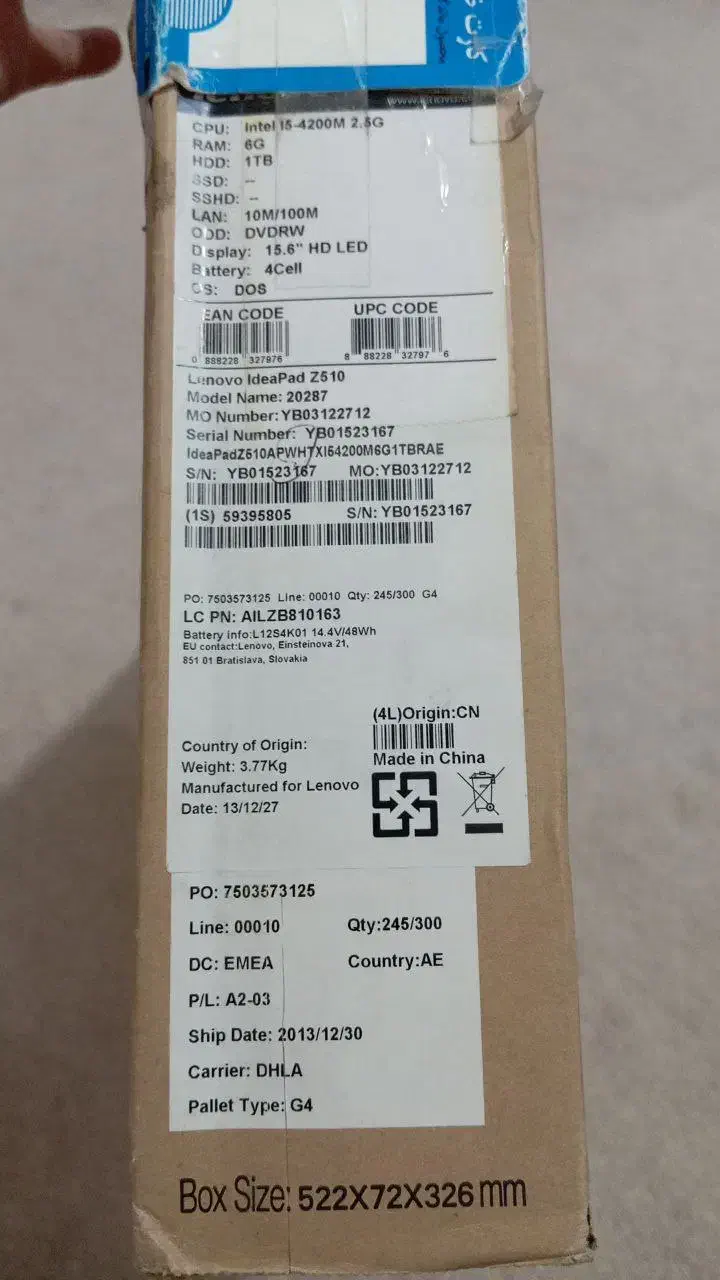 کارت
CPU: Intel I5-4200M 2.5G
RAM: 6G
HDD: 1TB
SSD: --
SSHD: --
LAN: 10M/100M
ODD: DVDRW
Display: 15.6" HD LED
Battery: 4Cell
OS: DOS
EAN CODE UPC CODE
0 888228 327976 8 88228 32797 6
Lenovo IdeaPad Z510
Model Name: 20287
MO Number: YB03122712
Serial Number: YB01523167
IdeaPadZ510APWHTXI54200M6G1TBRAE
S/N: YB01523167 MO:YB03122712
(1S) 59395805 S/N: YB01523167
PO: 7503573125 Line: 00010 Qty: 245/300 G4
LC PN: AILZB810163
Battery info:L12S4K01 14.4V/48Wh
EU contact:Lenovo, Einsteinova 21,
851 01 Bratislava, Slovakia
(4L)Origin:CN
Country of Origin: Made in China
Weight: 3.77Kg
Manufactured for Lenovo
Date: 13/12/27
PO: 7503573125
Line: 00010 Qty:245/300
DC: EMEA Country:AE
P/L: A2-03
Ship Date: 2013/12/30
Carrier: DHLA
Pallet Type: G4
Box Size: 522X72X326 mm